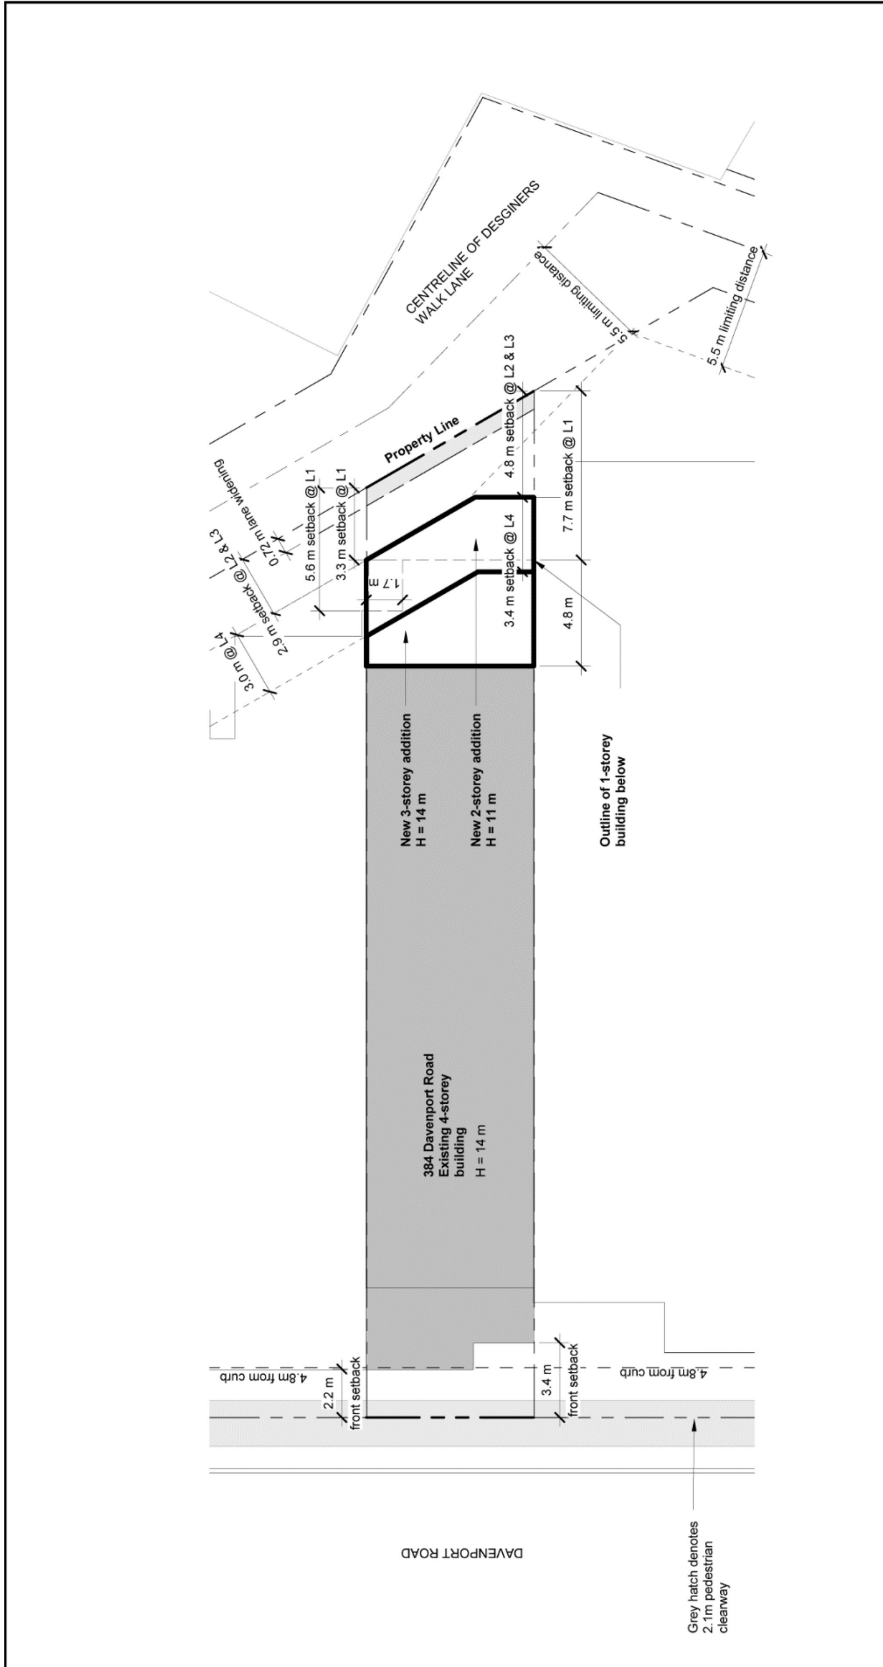 CENTRELINE OF DESGINERS
WALK LANE
5.5 m limiting distance
5.5 m limiting distance
Property Line
0.72 m lane widening
2.9 m setback @ L2 & L3
3.0 m @ L4
5.6 m setback @ L1
3.3 m setback @ L1
1.7 m
4.8 m setback @ L2 & L3
3.4 m setback @ L4
7.7 m setback @ L1
4.8 m
New 3-storey addition
H = 14 m
New 2-storey addition
H = 11 m
Outline of 1-storey
building below
384 Davenport Road
Existing 4-storey
building
H = 14 m
4.8m from curb
2.2 m
front setback
3.4 m
front setback
4.8m from curb
DAVENPORT ROAD
Grey hatch denotes
2.1m pedestrian
clearway